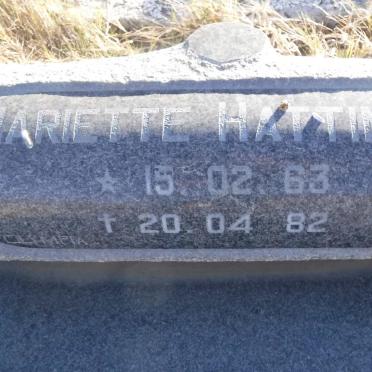 ARIETTE HATTIN
★ 15. 02. 63
† 20. 04 82